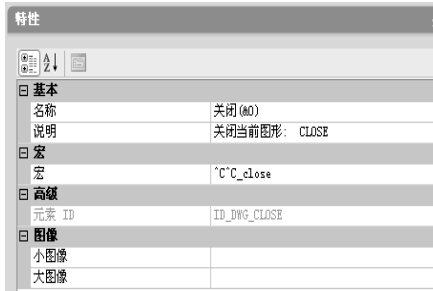 特性
基本
名称 关闭(&O)
说明 关闭当前图形: CLOSE
宏
宏 ^C^C_close
高级
元素 ID ID_DWG_CLOSE
图像
小图像
大图像